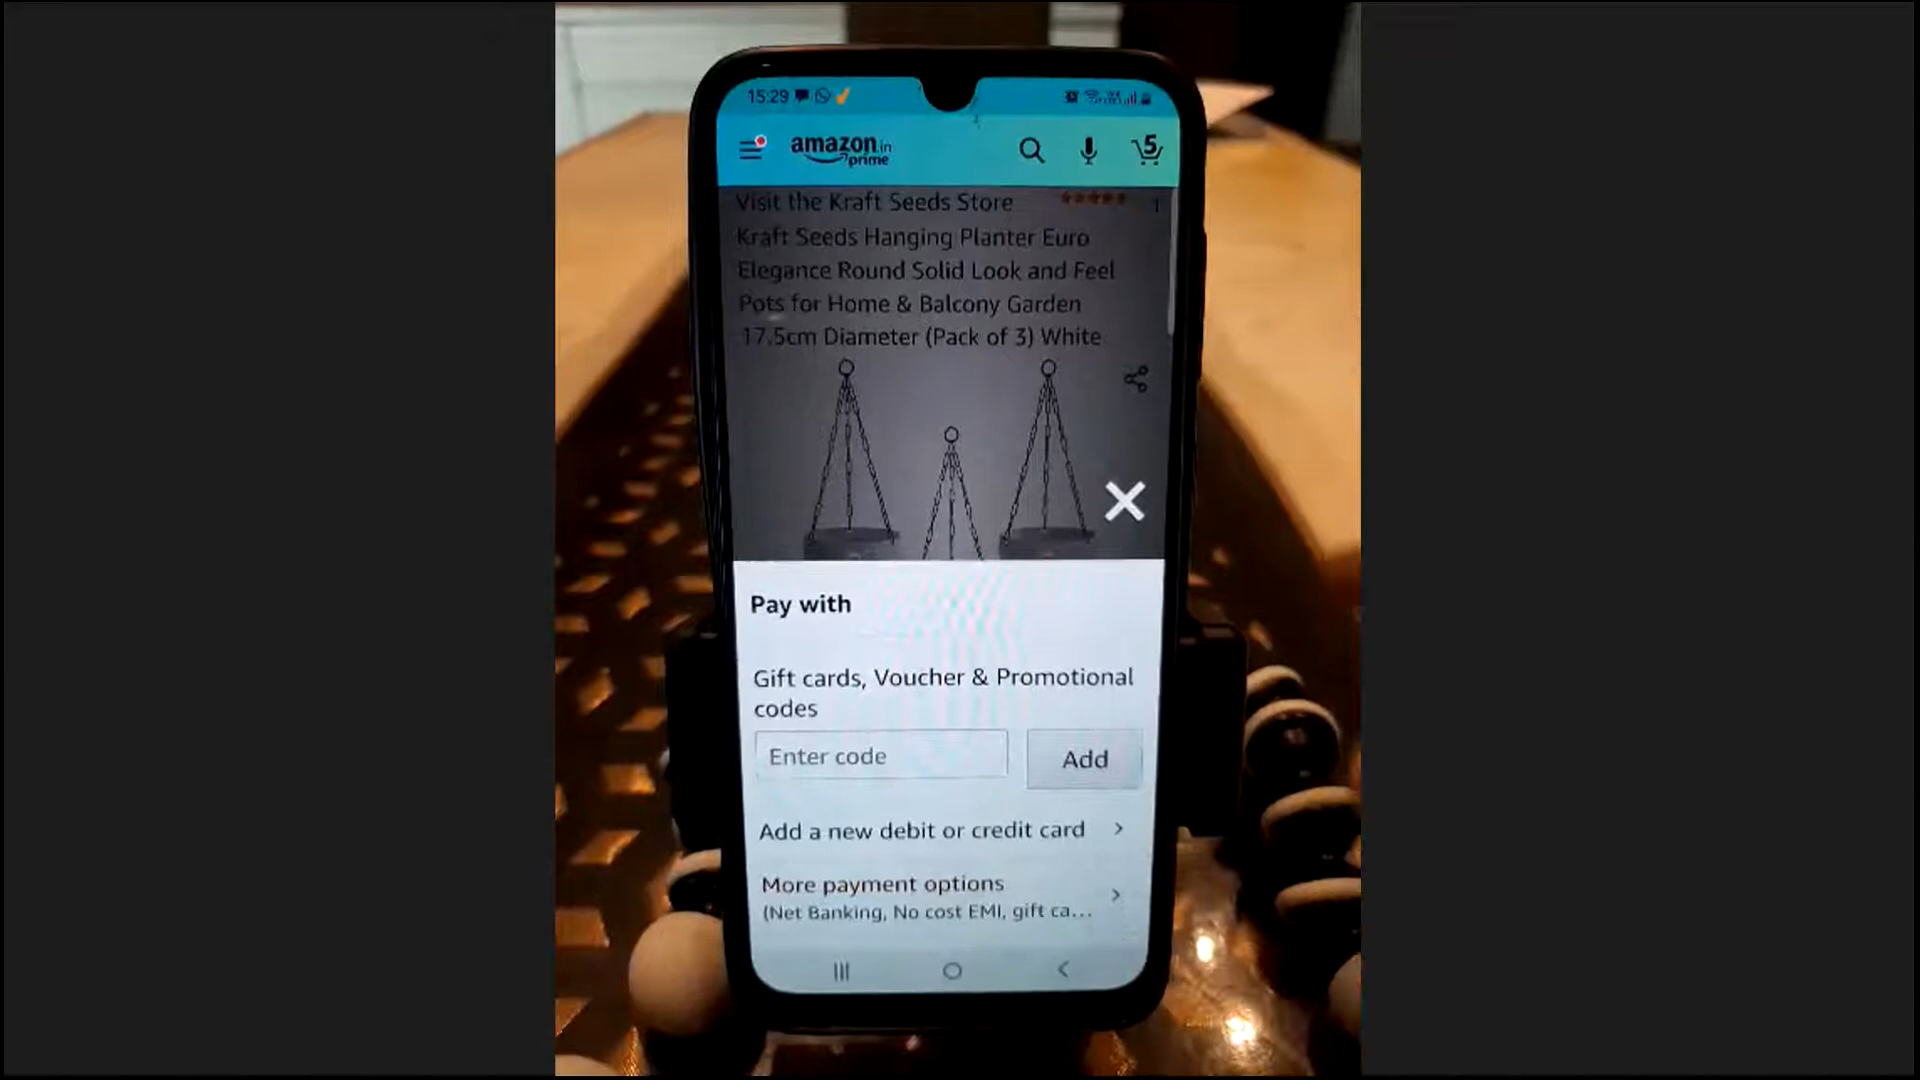 15:29
amazon.in
prime
5
Visit the Kraft Seeds Store
1
Kraft Seeds Hanging Planter Euro
Elegance Round Solid Look and Feel
Pots for Home & Balcony Garden
17.5cm Diameter (Pack of 3) White
Pay with
Gift cards, Voucher & Promotional
codes
Enter code
Add
Add a new debit or credit card
More payment options
(Net Banking, No cost EMI, gift ca...